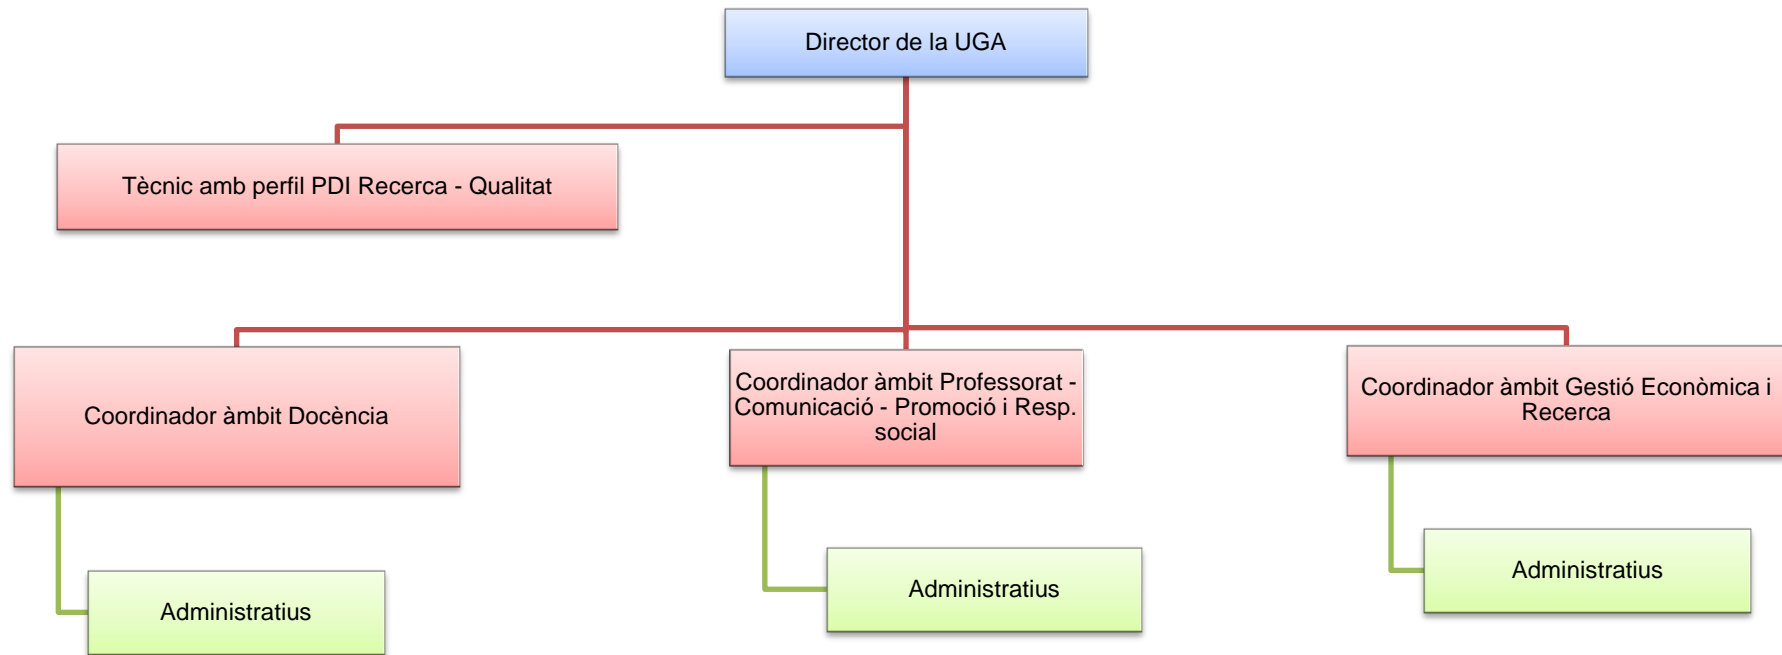 Director de la UGA
Tècnic amb perfil PDI Recerca - Qualitat
Coordinador àmbit Docència
Coordinador àmbit Professorat -
Comunicació - Promoció i Resp.
social
Coordinador àmbit Gestió Econòmica i
Recerca
Administratius
Administratius
Administratius